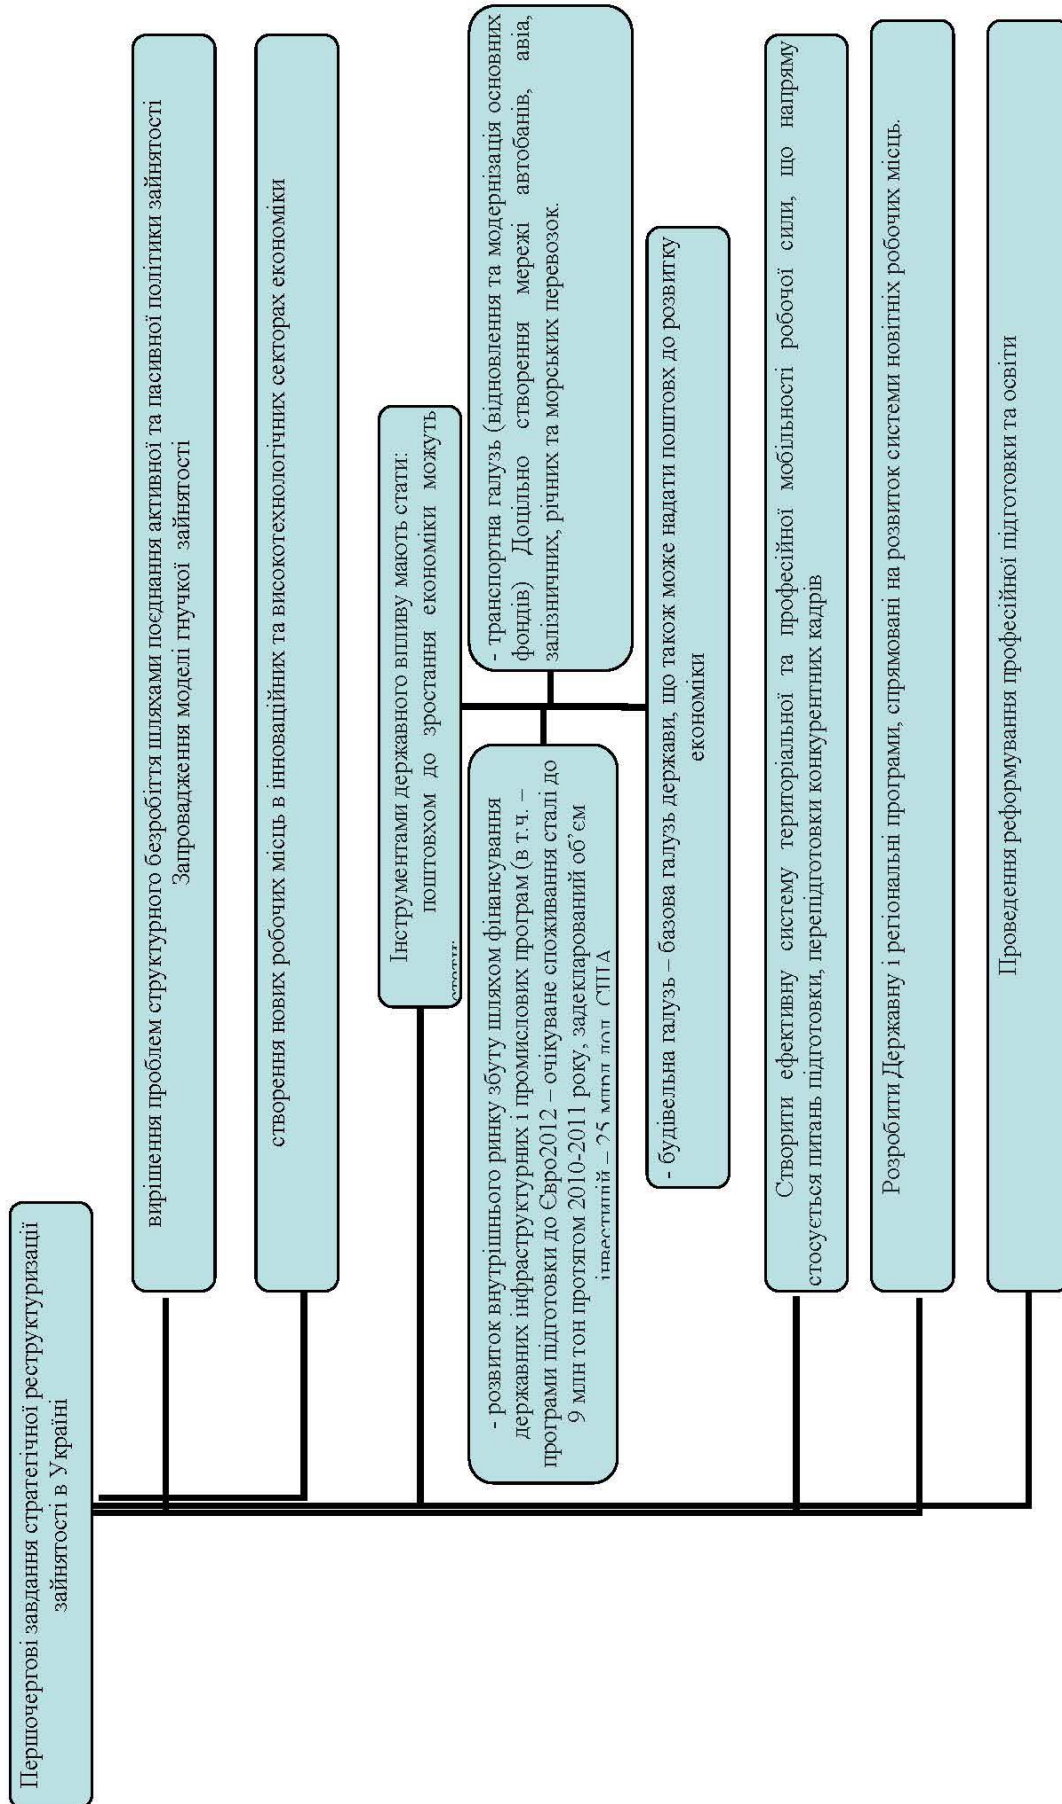 Першочергові завдання стратегічної реструктуризації
зайнятості в Україні
вирішення проблем структурного безробіття шляхами поєднання активної та пасивної політики зайнятості
Запровадження моделі гнучкої зайнятості
створення нових робочих місць в інноваційних та високотехнологічних секторах економіки
Інструментами державного впливу мають стати:
поштовхом до зростання економіки можуть
стати:
- розвиток внутрішнього ринку збуту шляхом фінансування
державних інфраструктурних і промислових програм (в т.ч. –
програми підготовки до Євро2012 – очікуване споживання сталі до
9 млн тон протягом 2010-2011 року, задекларований об’єм
інвестицій – 25 млрд дол. США
- транспортна галузь (відновлення та модернізація основних
фондів) Доцільно створення мережі автобанів, авіа,
залізничних, річних та морських перевозок.
- будівельна галузь – базова галузь держави, що також може надати поштовх до розвитку
економіки
Створити ефективну систему територіальної та професійної мобільності робочої сили, що напряму
стосується питань підготовки, перепідготовки конкурентних кадрів
Розробити Державну і регіональні програми, спрямовані на розвиток системи новітніх робочих місць.
Проведення реформування професійної підготовки та освіти